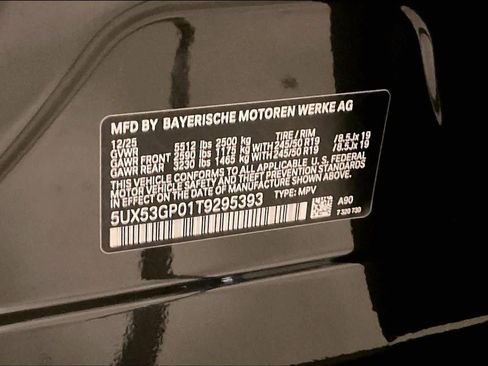 MFD BY BAYERISCHE MOTOREN WERKE AG
12/25 TIRE / RIM
GVWR 5512 lbs 2500 kg
GAWR FRONT 2590 lbs 1175 kg WITH 245/50 R19 /8.5Jx 19
GAWR REAR 3230 lbs 1465 kg WITH 245/50 R19 /8.5Jx 19
THIS VEHICLE CONFORMS TO ALL APPLICABLE U.S. FEDERAL
MOTOR VEHICLE SAFETY, BUMPER, AND THEFT PREVENTION STANDARDS
IN EFFECT ON THE DATE OF MANUFACTURE SHOWN ABOVE.
5UX53GP01T9295393 TYPE: MPV
A90
7 320 730